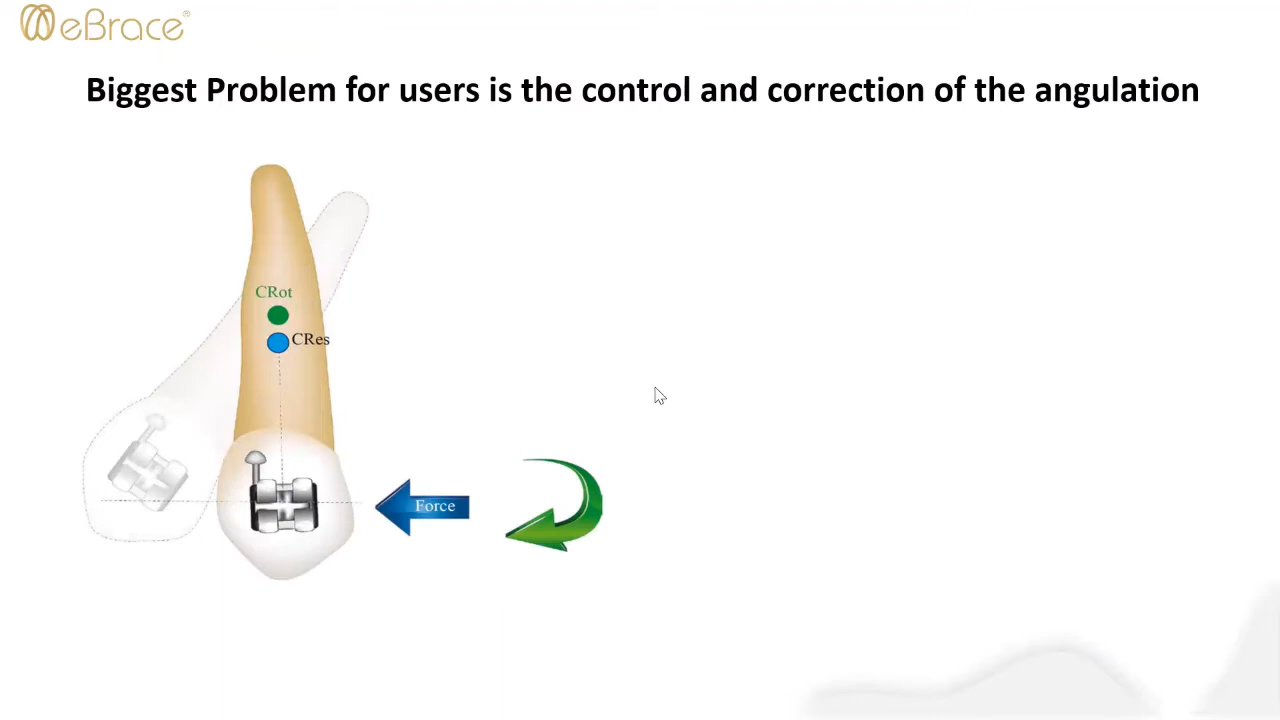 eBrace®
Biggest Problem for users is the control and correction of the angulation
CRot
CRes
Force